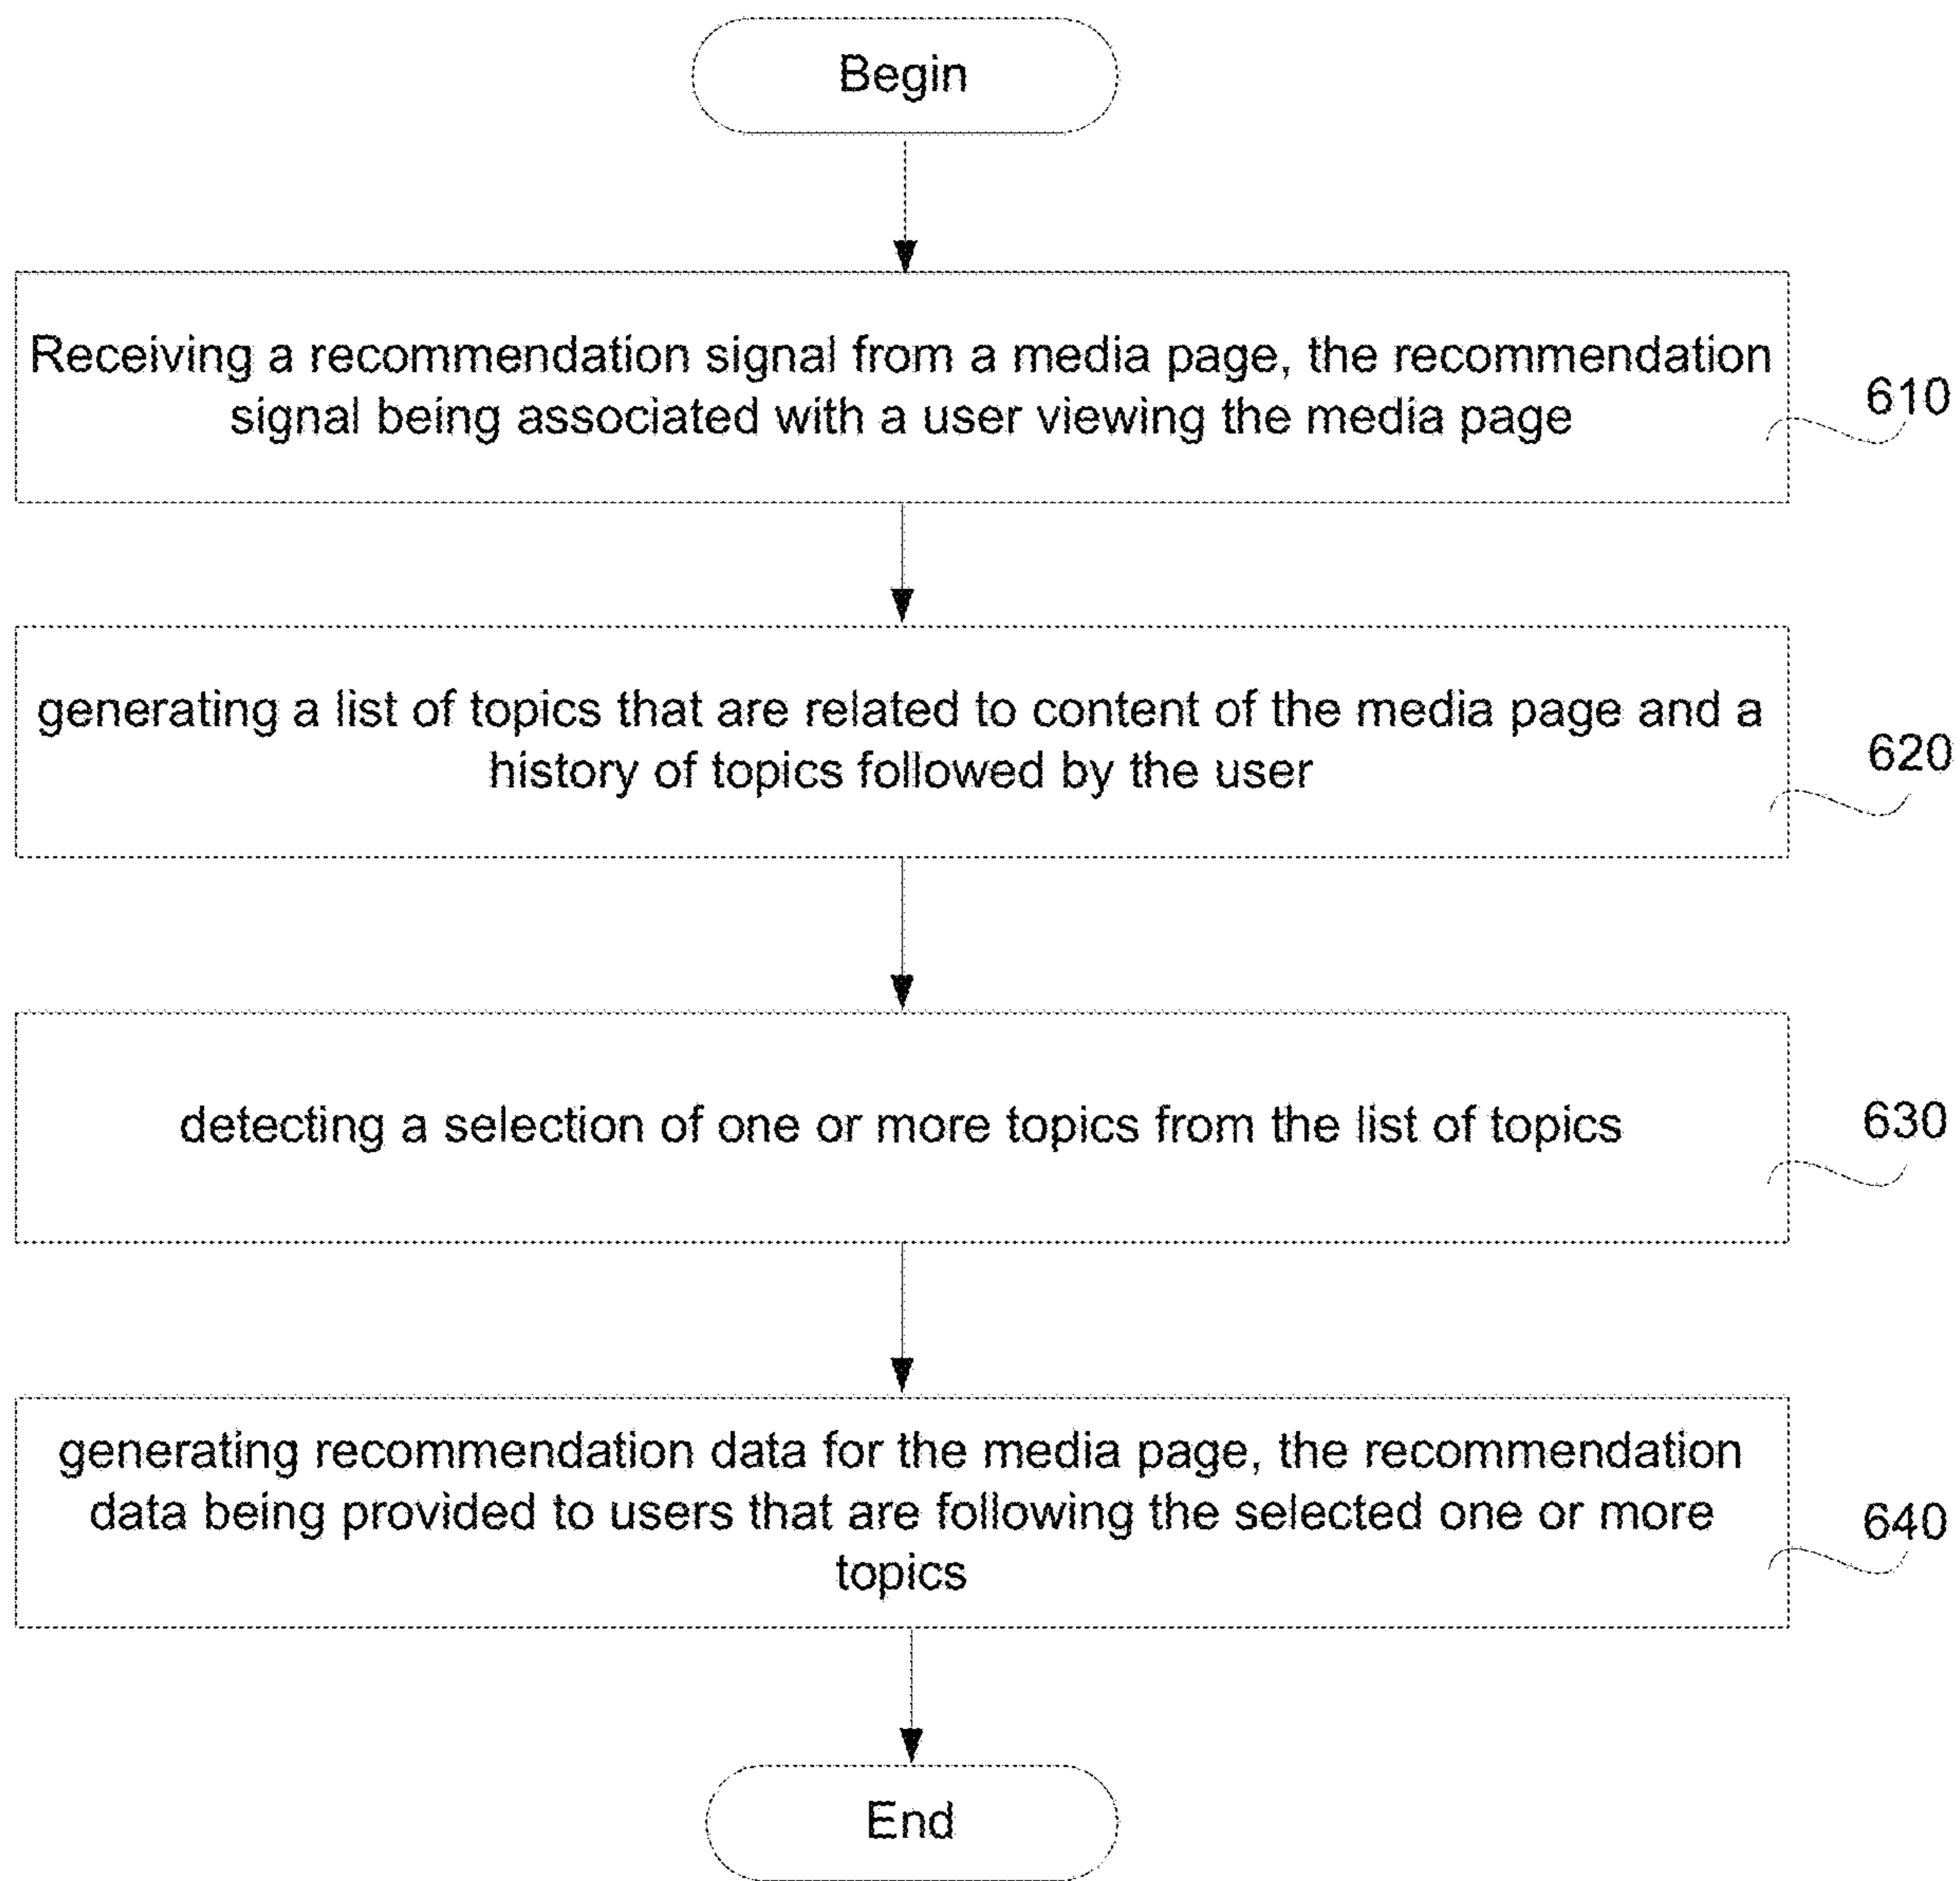 Begin
Receiving a recommendation signal from a media page, the recommendation
signal being associated with a user viewing the media page
610
generating a list of topics that are related to content of the media page and a
history of topics followed by the user
620
detecting a selection of one or more topics from the list of topics
630
generating recommendation data for the media page, the recommendation
data being provided to users that are following the selected one or more
topics
640
End